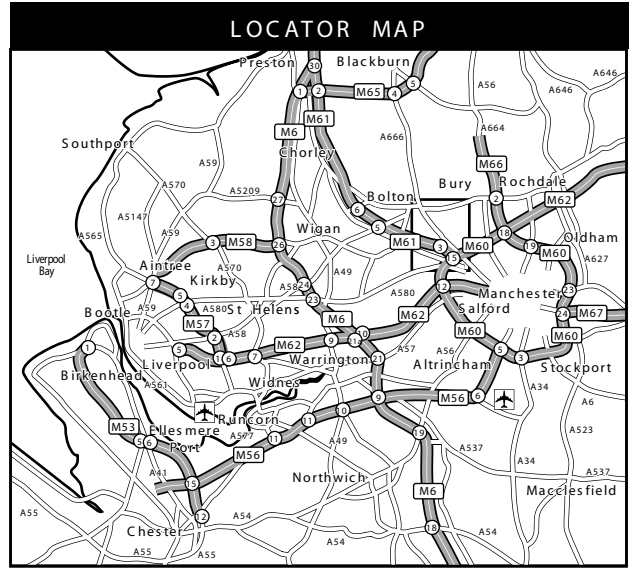 LOCATOR MAP
Preston
30
Blackburn
1
2
M65
4
5
A56
A646
A646
M6
M61
A666
A664
Chorley
Southport
A59
M66
A570
A5209
Bury
Rochdale
27
Bolton
2
M62
A5147
6
A565
A59
Wigan
5
18
3
M58
26
M61
3
M60
19
Oldham
Liverpool
Bay
Aintree
A570
A49
15
M60
A627
7
Kirkby
A58
24
12
5
A580
Manchester
23
Bootle
4
A580
St Helens
23
Salford
A59
M57
M6
M62
24
M67
2
A58
10
M60
M60
1
5
M62
9
21a
A57
A56
5
Liverpool
1
6
7
Warrington
21
Altrincham
3
Stockport
Birkenhead
A561
Widnes
A34
9
M56
6
Runcorn
10
A6
M53
Ellesmere
Port
A577
11
11
19
A523
5
6
M56
A49
A537
A41
A34
15
Northwich
M6
A537
Macclesfield
A55
12
A54
18
Chester
A54
A54
A55
A55